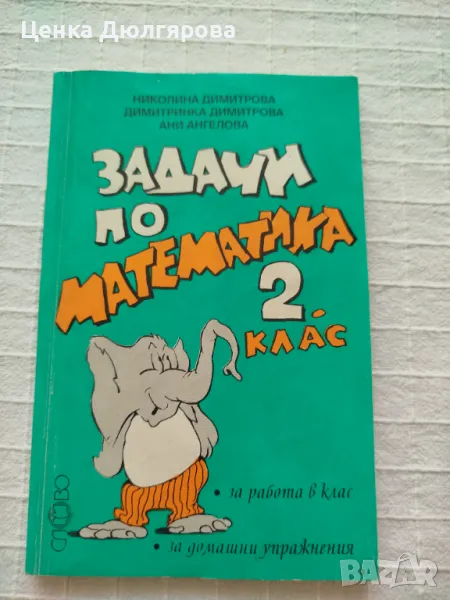 Ценка Дюлгярова
НИКОЛИНА ДИМИТРОВА
ДИМИТРИНКА ДИМИТРОВА
АНИ АНГЕЛОВА
ЗАДАЧИ
ПО
МАТЕМАТИКА
2.
КЛАС
• за работа в клас
• за домашни упражнения
СЛОВО
bazar